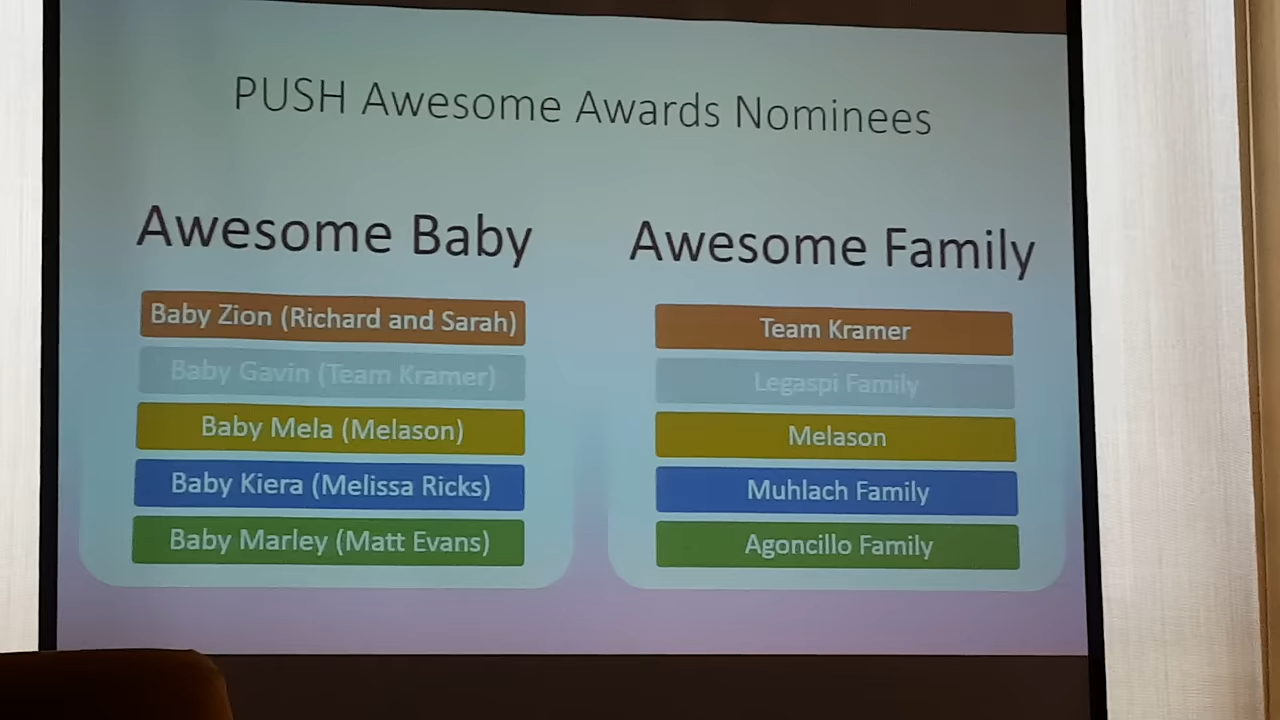 PUSH Awesome Awards Nominees
Awesome Baby
Baby Zion (Richard and Sarah)
Baby Gavin (Team Kramer)
Baby Mela (Melason)
Baby Kiera (Melissa Ricks)
Baby Marley (Matt Evans)
Awesome Family
Team Kramer
Legaspi Family
Melason
Muhlach Family
Agoncillo Family